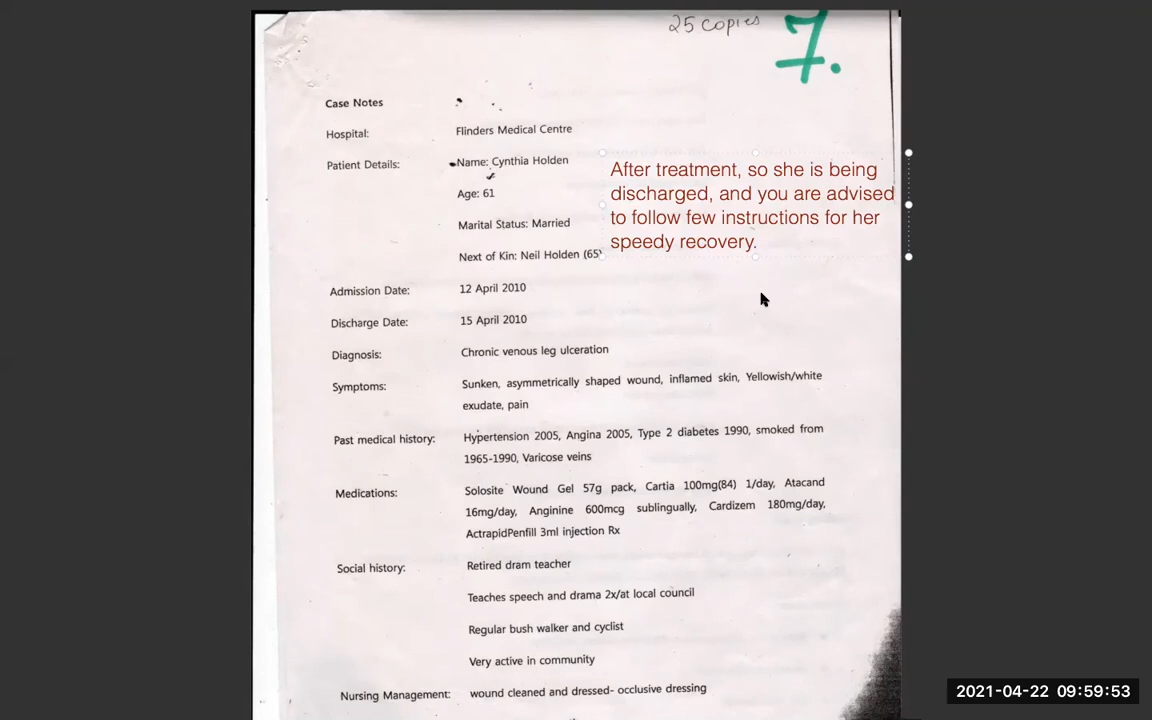 25 copies
7.
Case Notes
Hospital: Flinders Medical Centre
Patient Details: Name: Cynthia Holden
Age: 61
Marital Status: Married
Next of Kin: Neil Holden (65)
After treatment, so she is being
discharged, and you are advised
to follow few instructions for her
speedy recovery.
Admission Date: 12 April 2010
Discharge Date: 15 April 2010
Diagnosis: Chronic venous leg ulceration
Symptoms: Sunken, asymmetrically shaped wound, inflamed skin, Yellowish/white
exudate, pain
Past medical history: Hypertension 2005, Angina 2005, Type 2 diabetes 1990, smoked from
1965-1990, Varicose veins
Medications: Solosite Wound Gel 57g pack, Cartia 100mg(84) 1/day, Atacand
16mg/day, Anginine 600mcg sublingually, Cardizem 180mg/day,
ActrapidPenfill 3ml injection Rx
Social history: Retired dram teacher
Teaches speech and drama 2x/at local council
Regular bush walker and cyclist
Very active in community
Nursing Management: wound cleaned and dressed- occlusive dressing
2021-04-22 09:59:53